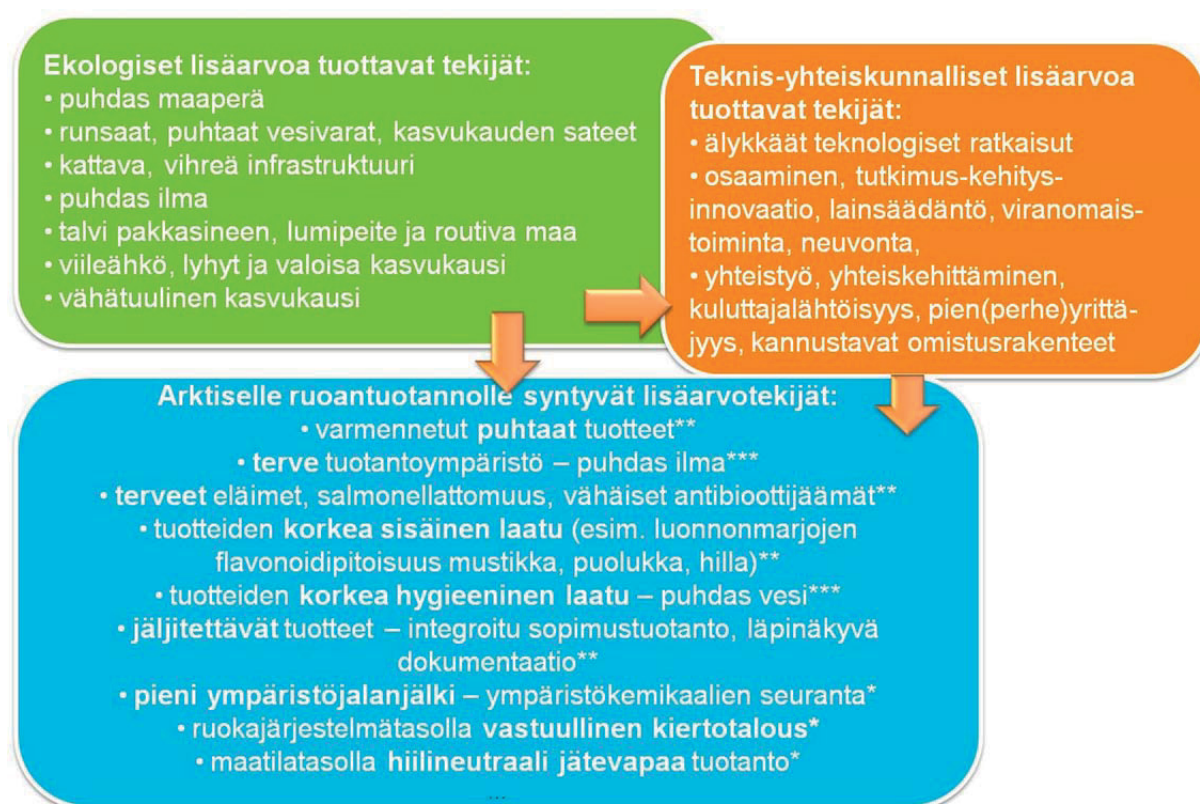 Ekologiset lisäarvoa tuottavat tekijät:
• puhdas maaperä
• runsaat, puhtaat vesivarat, kasvukauden sateet
• kattava, vihreä infrastruktuuri
• puhdas ilma
• talvi pakkasineen, lumipeite ja routiva maa
• viileähkö, lyhyt ja valoisa kasvukausi
• vähätuulinen kasvukausi
Teknis-yhteiskunnalliset lisäarvoa
tuottavat tekijät:
• älykkäät teknologiset ratkaisut
• osaaminen, tutkimus-kehitys-
innovaatio, lainsäädäntö, viranomais-
toiminta, neuvonta,
• yhteistyö, yhteiskehittäminen,
kuluttajalähtöisyys, pien(perhe)yrittä-
jyys, kannustavat omistusrakenteet
Arktiselle ruoantuotannolle syntyvät lisäarvotekijät:
• varmennetut puhtaat tuotteet**
• terve tuotantoympäristö – puhdas ilma***
• terveet eläimet, salmonellattomuus, vähäiset antibioottijäämät**
• tuotteiden korkea sisäinen laatu (esim. luonnonmarjojen
flavonoidipitoisuus mustikka, puolukka, hilla)**
• tuotteiden korkea hygieeninen laatu – puhdas vesi***
• jäljitettävät tuotteet – integroitu sopimustuotanto, läpinäkyvä
dokumentaatio**
• pieni ympäristöjalanjälki – ympäristökemikaalien seuranta*
• ruokajärjestelmätasolla vastuullinen kiertotalous*
• maatilatasolla hiilineutraali jätevapaa tuotanto*
...